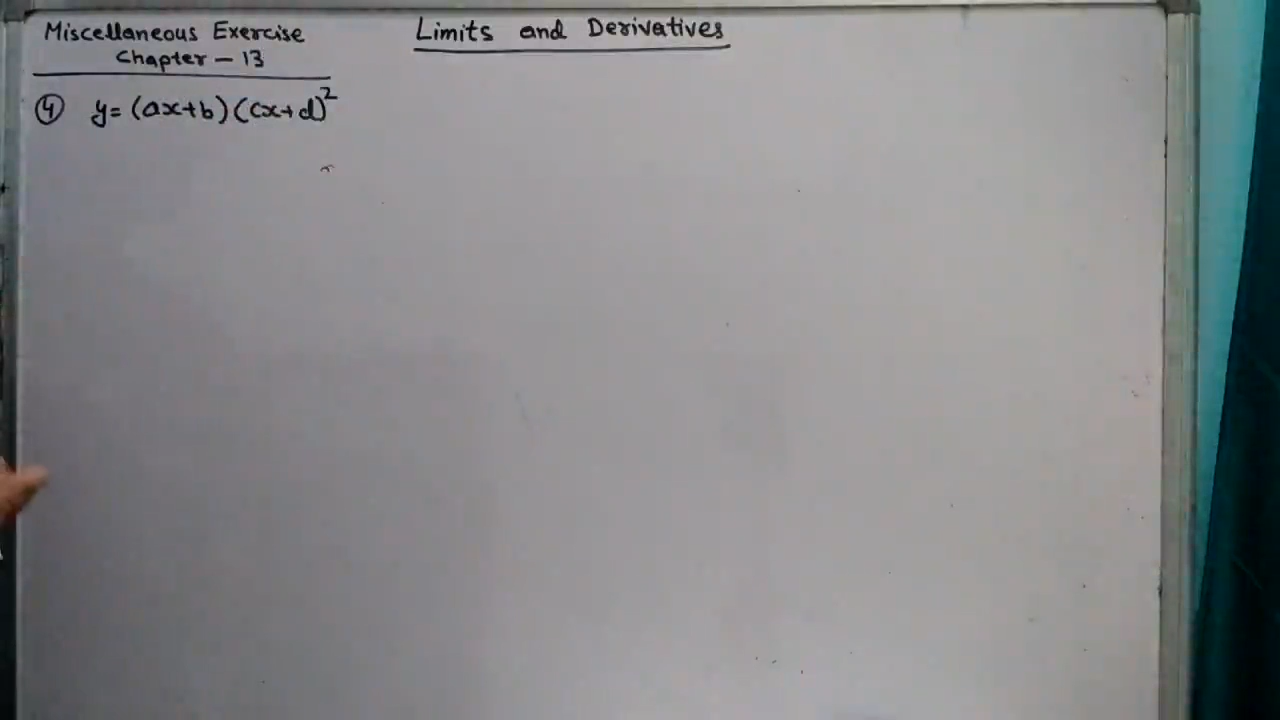 Miscellaneous Exercise
Chapter – 13
Limits and Derivatives
④ y=(ax+b)(cx+d)²